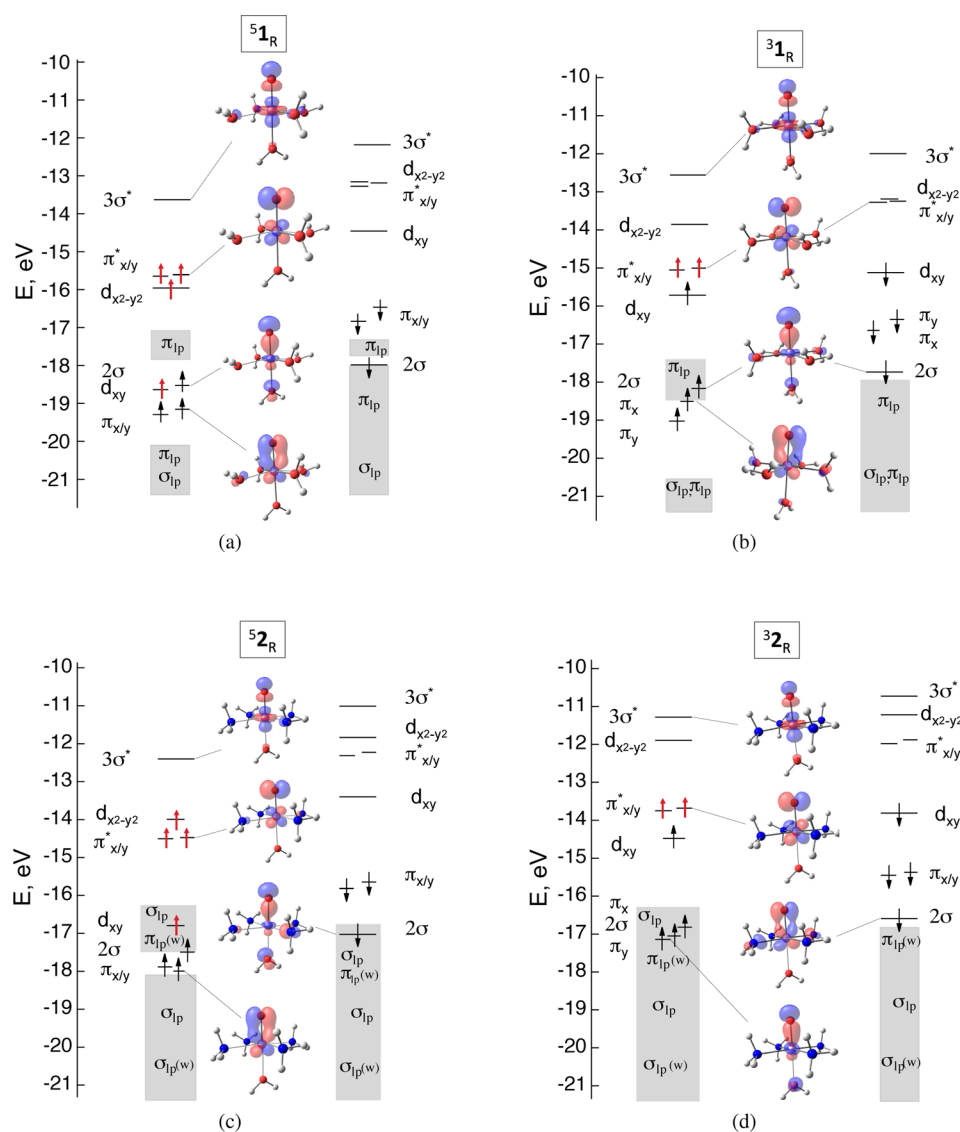 ⁵1_R
-10
-11
-12
-13
-14
-15
-16
-17
-18
-19
-20
-21
E, eV
3σ*
π*x/y
dx2-y2
πlp
2σ
dxy
πx/y
πlp
σlp
3σ*
dx2-y2
π*x/y
dxy
πx/y
πlp
2σ
πlp
σlp
(a)
³1_R
-10
-11
-12
-13
-14
-15
-16
-17
-18
-19
-20
-21
E, eV
3σ*
dx2-y2
π*x/y
dxy
πlp
2σ
πx
πy
σlp,πlp
3σ*
dx2-y2
π*x/y
dxy
πy
πx
2σ
πlp
σlp,πlp
(b)
⁵2_R
-10
-11
-12
-13
-14
-15
-16
-17
-18
-19
-20
-21
E, eV
3σ*
dx2-y2
π*x/y
σlp
dxy
πlp(w)
2σ
πx/y
σlp
σlp(w)
3σ*
dx2-y2
π*x/y
dxy
πx/y
2σ
σlp
πlp(w)
σlp
σlp(w)
(c)
³2_R
-10
-11
-12
-13
-14
-15
-16
-17
-18
-19
-20
-21
E, eV
3σ*
dx2-y2
π*x/y
dxy
πx
σlp
2σ
πy
πlp(w)
σlp
σlp(w)
3σ*
dx2-y2
π*x/y
dxy
πx/y
2σ
πlp(w)
σlp
σlp(w)
(d)